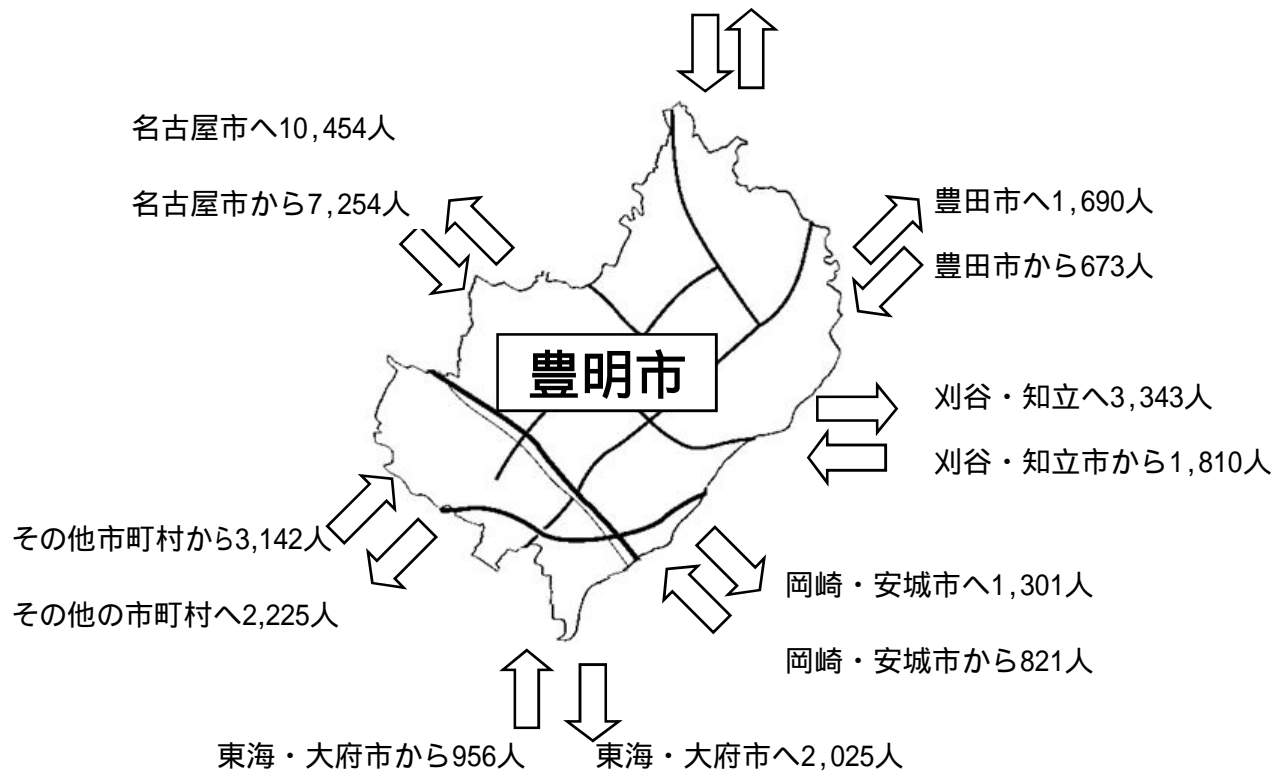 名古屋市へ10,454人
名古屋市から7,254人
豊田市へ1,690人
豊田市から673人
豊明市
刈谷・知立へ3,343人
刈谷・知立市から1,810人
その他市町村から3,142人
その他の市町村へ2,225人
岡崎・安城市へ1,301人
岡崎・安城市から821人
東海・大府市から956人
東海・大府市へ2,025人